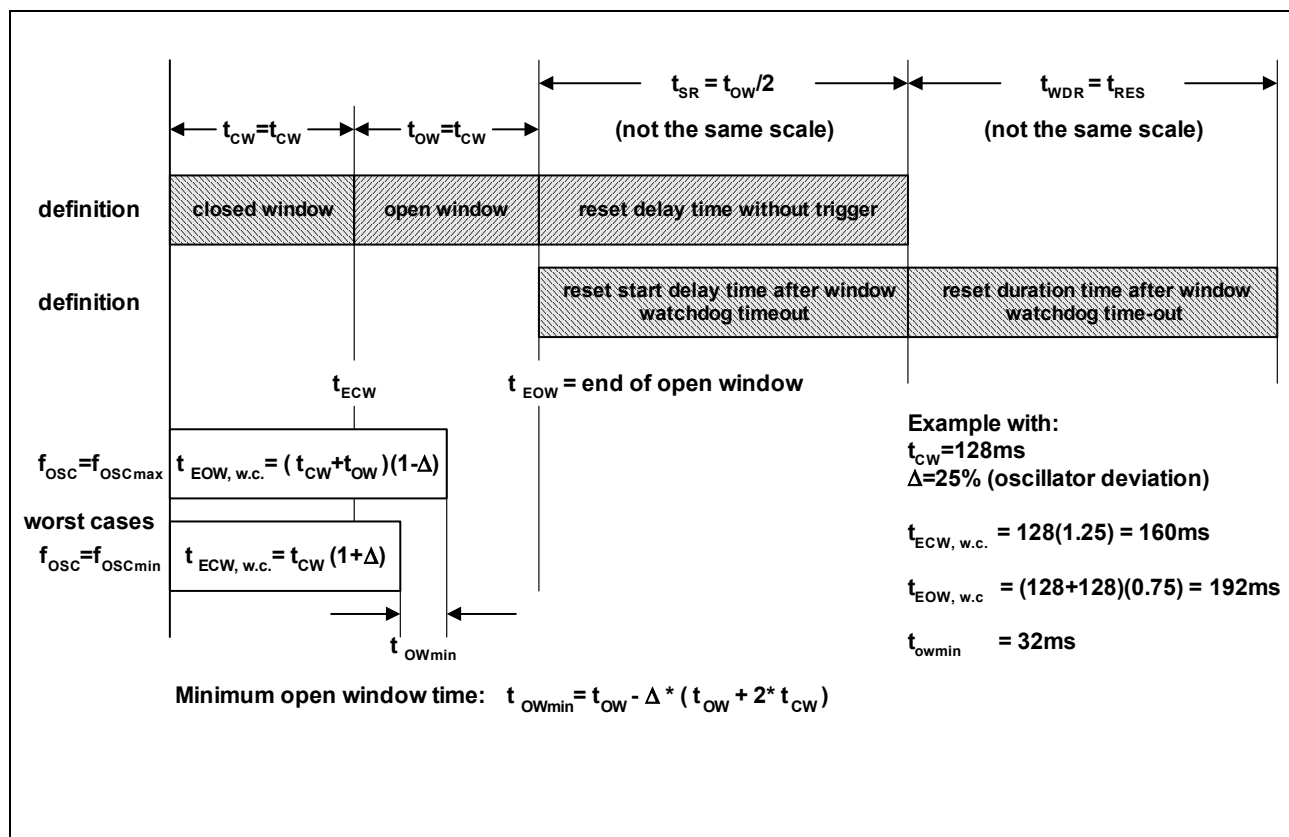 t_SR = t_OW/2
t_WDR = t_RES
t_CW=t_CW
t_OW=t_CW
(not the same scale)
(not the same scale)
definition
closed window
open window
reset delay time without trigger
definition
reset start delay time after window
watchdog timeout
reset duration time after window
watchdog time-out
t_ECW
t_EOW = end of open window
Example with:
t_CW=128ms
Δ=25% (oscillator deviation)
f_OSC=f_OSCmax
t_EOW, w.c. = ( t_CW+t_OW )(1-Δ)
worst cases
f_OSC=f_OSCmin
t_ECW, w.c. = t_CW (1+Δ)
t_ECW, w.c. = 128(1.25) = 160ms
t_EOW, w.c = (128+128)(0.75) = 192ms
t_OWmin
t_owmin = 32ms
Minimum open window time: t_OWmin = t_OW - Δ * ( t_OW + 2* t_CW )